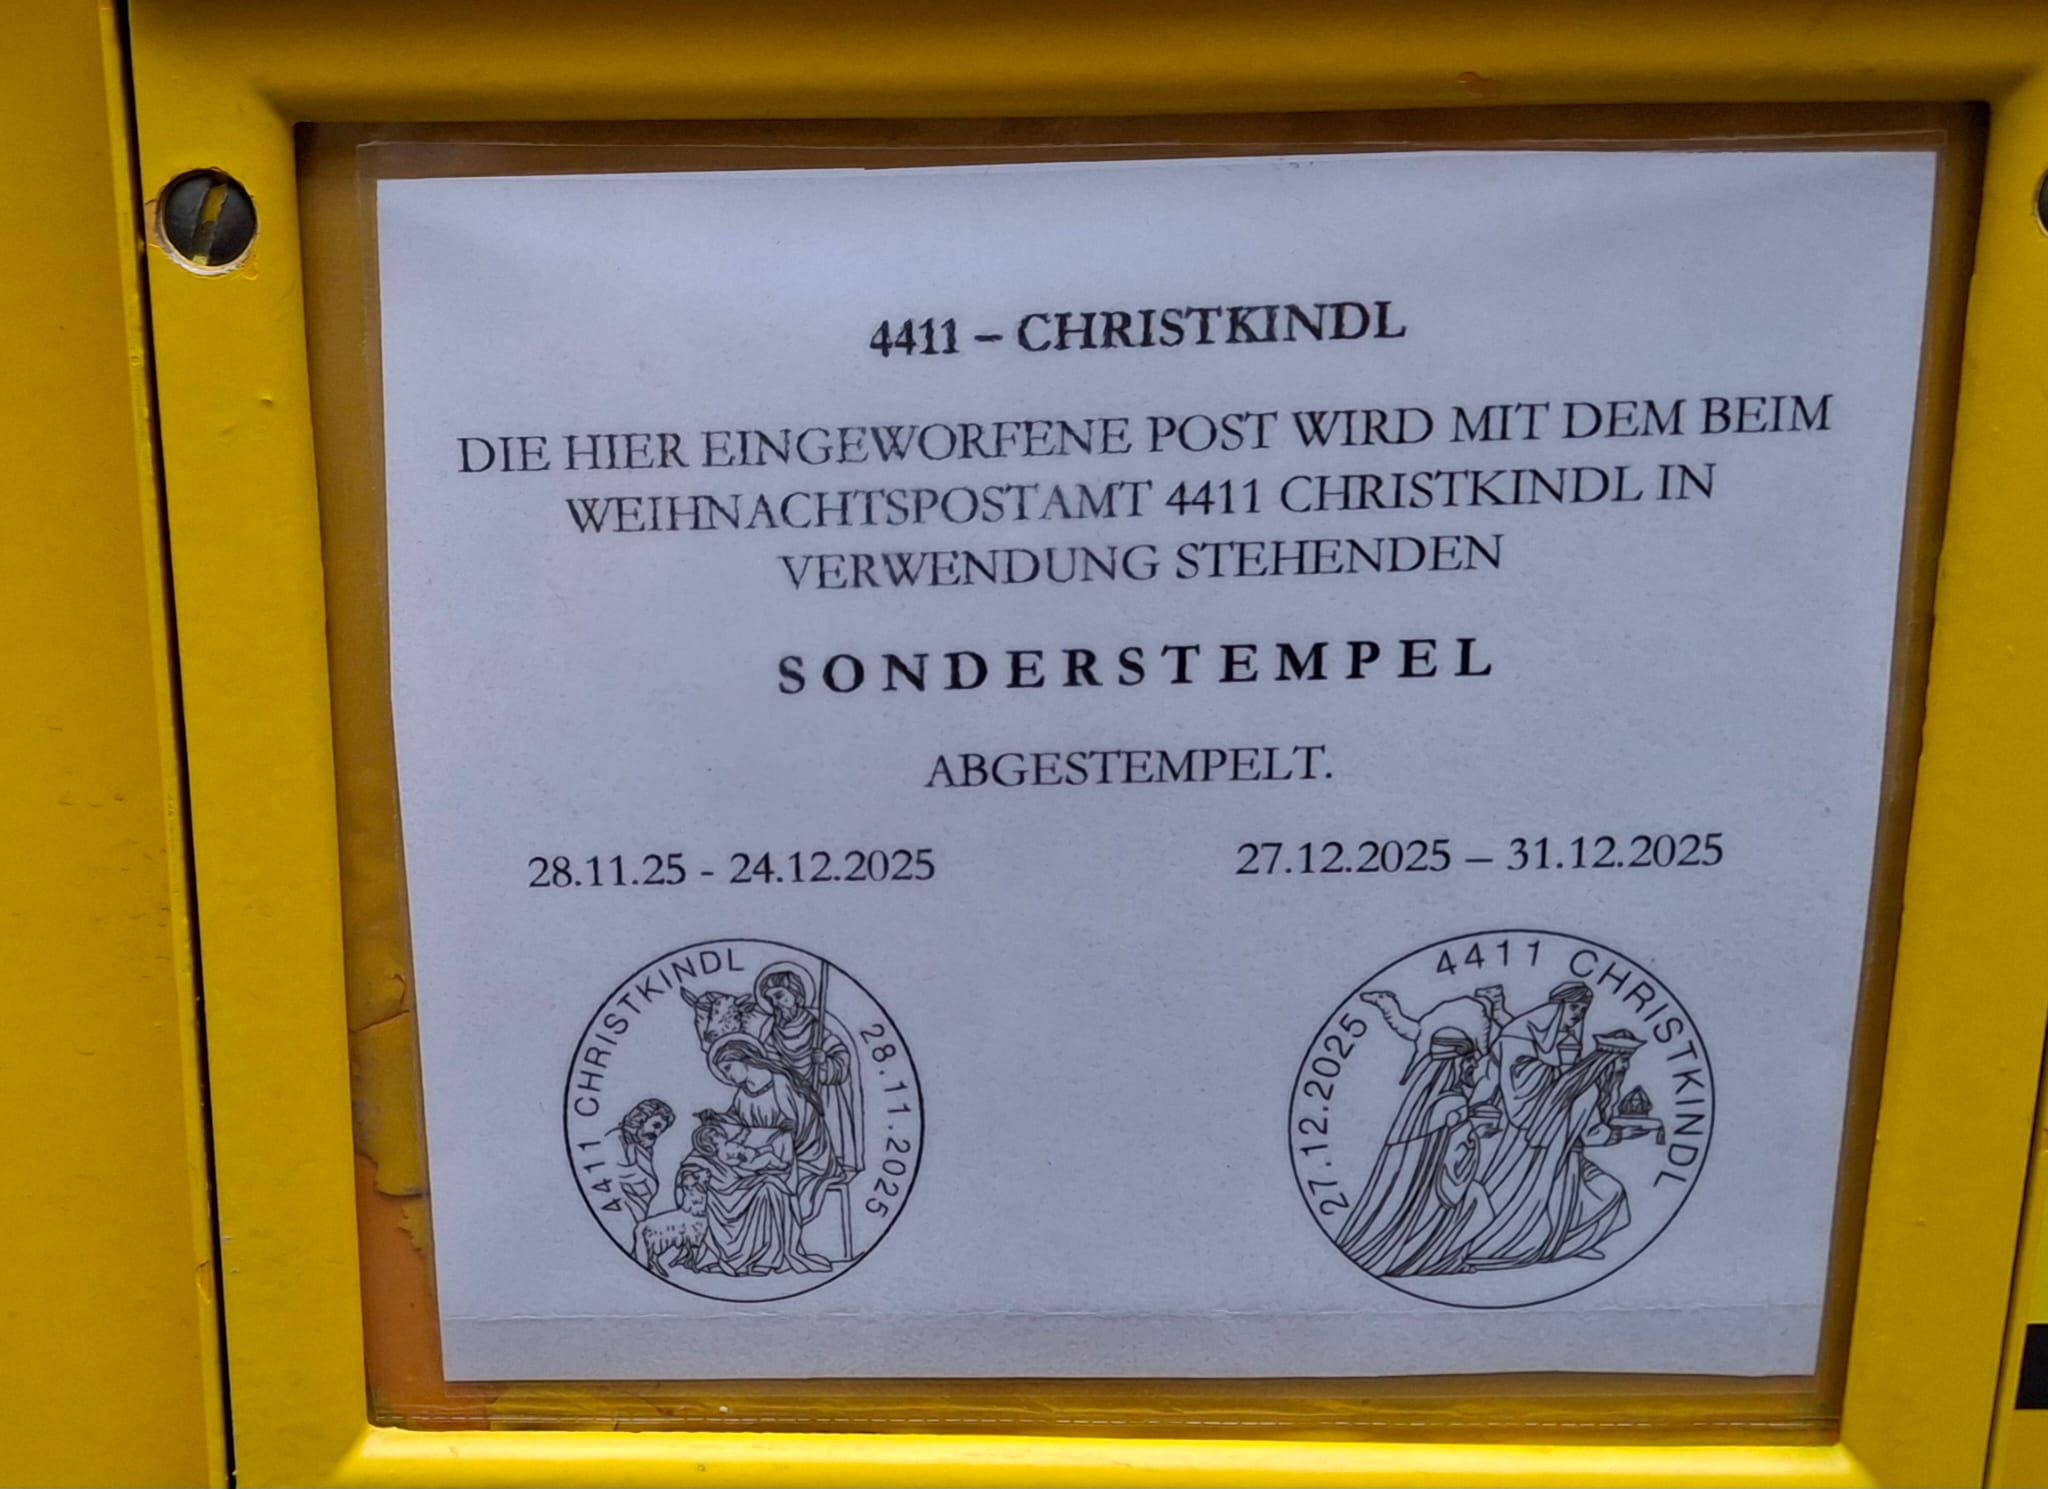 4411 – CHRISTKINDL
DIE HIER EINGEWORFENE POST WIRD MIT DEM BEIM
WEIHNACHTSPOSTAMT 4411 CHRISTKINDL IN
VERWENDUNG STEHENDEN
SONDERSTEMPEL
ABGESTEMPELT.
28.11.25 - 24.12.2025
27.12.2025 – 31.12.2025
4411 CHRISTKINDL
28.11.2025
27.12.2025
4411 CHRISTKINDL